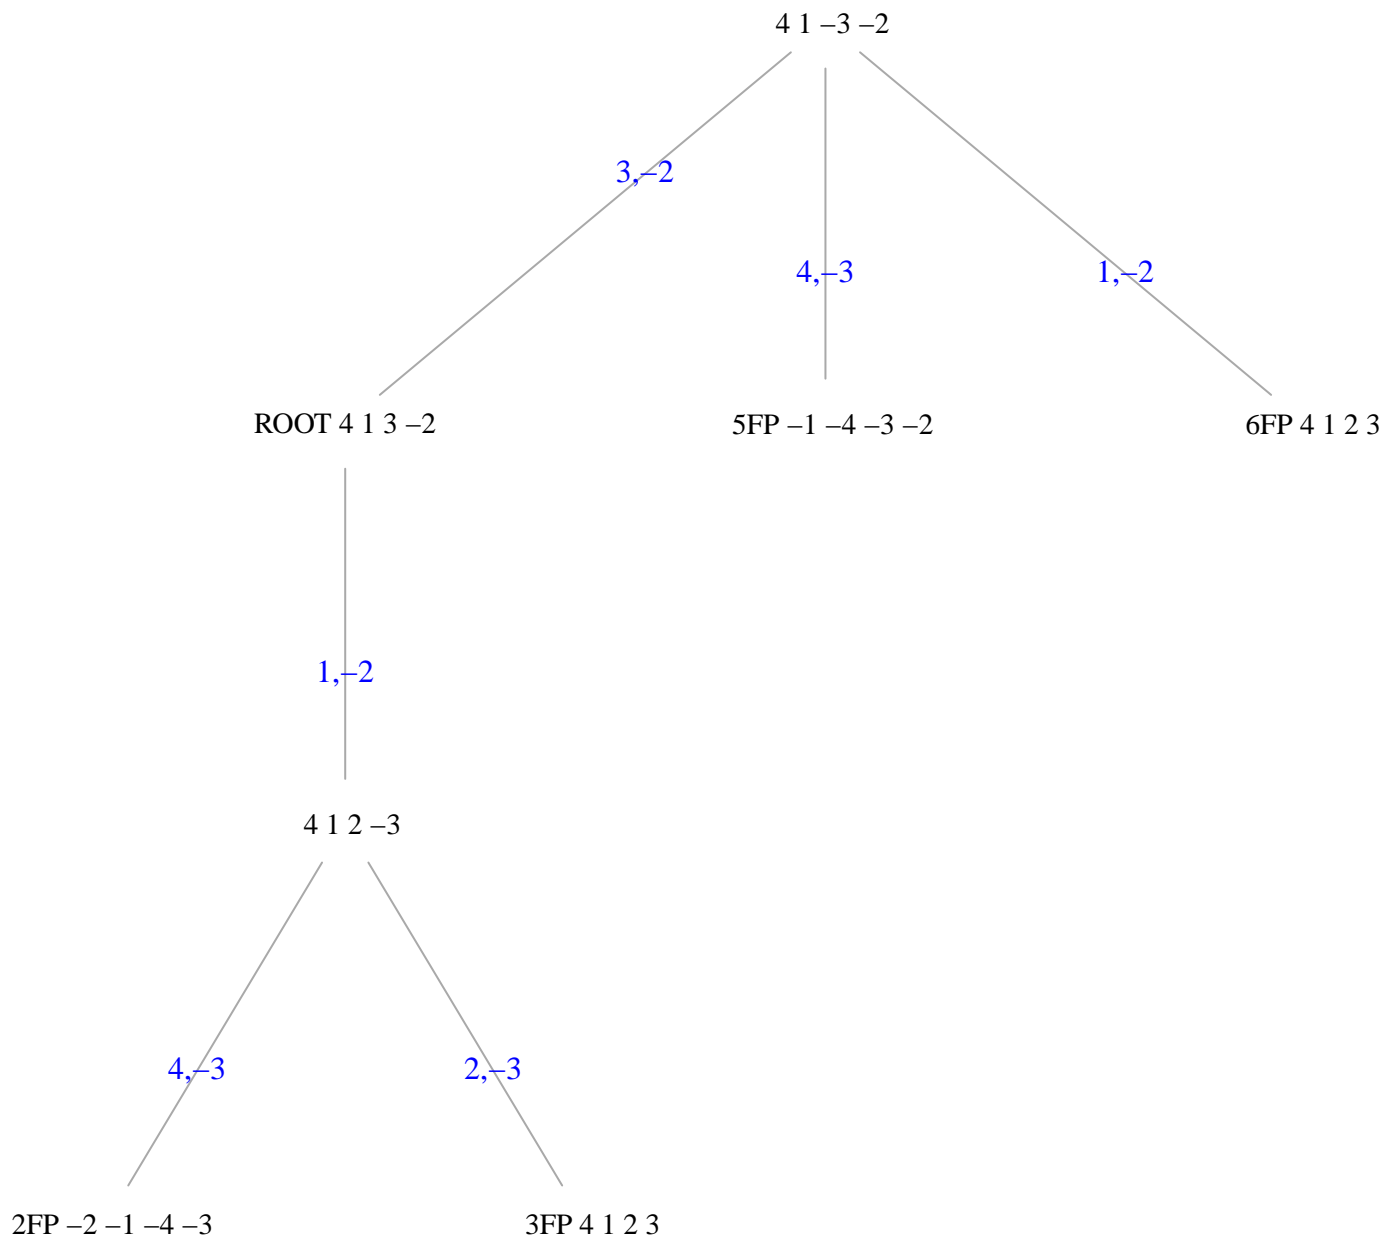 4 1 –3 –2
3,–2
4,–3
1,–2
ROOT 4 1 3 –2
5FP –1 –4 –3 –2
6FP 4 1 2 3
1,–2
4 1 2 –3
4,–3
2,–3
2FP –2 –1 –4 –3
3FP 4 1 2 3